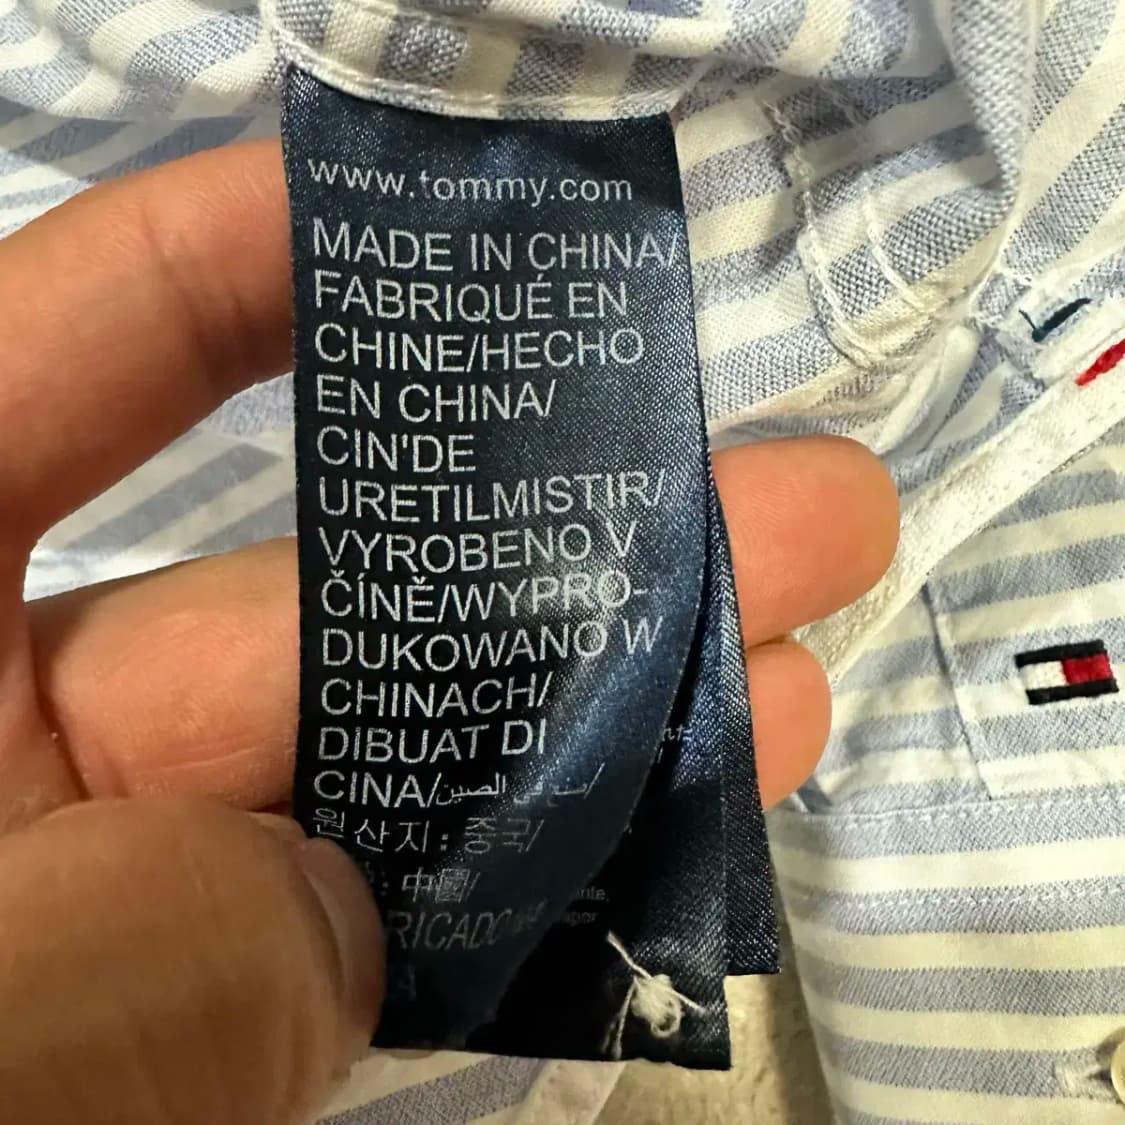 www.tommy.com
MADE IN CHINA/
FABRIQUÉ EN
CHINE/HECHO
EN CHINA/
CIN'DE
URETILMISTIR/
VYROBENO V
ČÍNĚ/WYPRO-
DUKOWANO W
CHINACH/
DIBUAT DI
CINA/الصين
원산지: 중국/
: 中國/